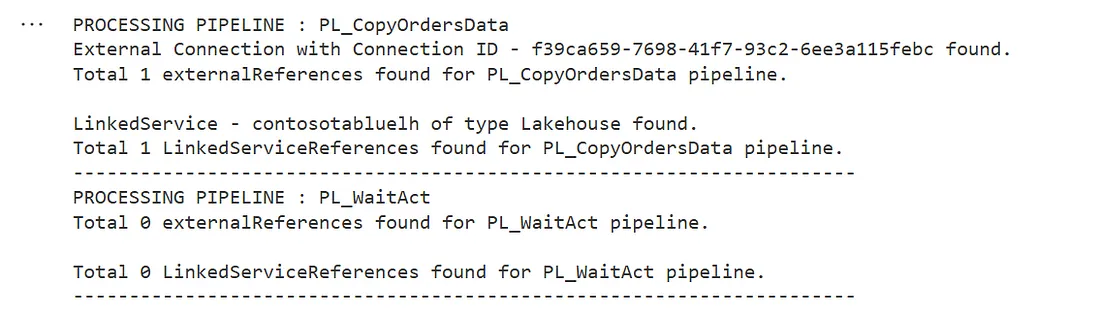 ... PROCESSING PIPELINE : PL_CopyOrdersData
External Connection with Connection ID - f39ca659-7698-41f7-93c2-6ee3a115febc found.
Total 1 externalReferences found for PL_CopyOrdersData pipeline.
LinkedService - contosotabluelh of type Lakehouse found.
Total 1 LinkedServiceReferences found for PL_CopyOrdersData pipeline.
----------------------------------------------------------------------
PROCESSING PIPELINE : PL_WaitAct
Total 0 externalReferences found for PL_WaitAct pipeline.
Total 0 LinkedServiceReferences found for PL_WaitAct pipeline.
----------------------------------------------------------------------